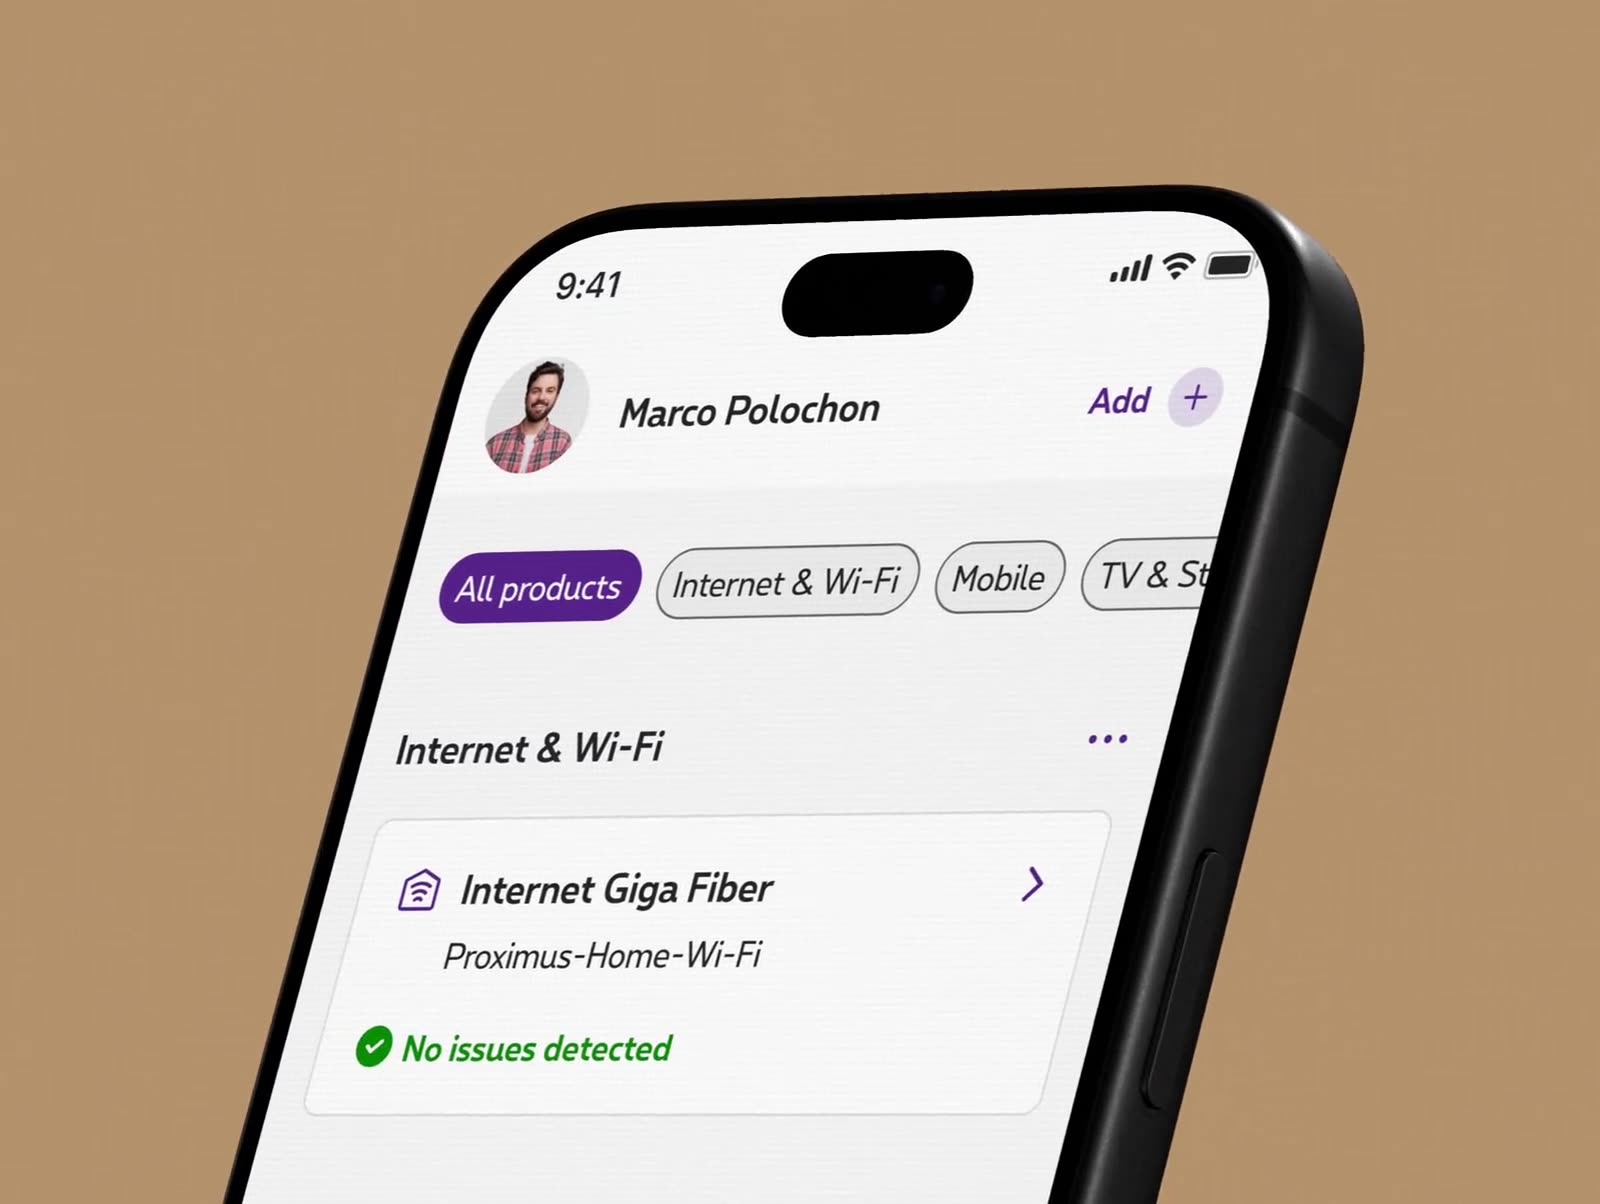 9:41
Marco Polochon
Add
All products
Internet & Wi-Fi
Mobile
TV & St
Internet & Wi-Fi
Internet Giga Fiber
Proximus-Home-Wi-Fi
No issues detected